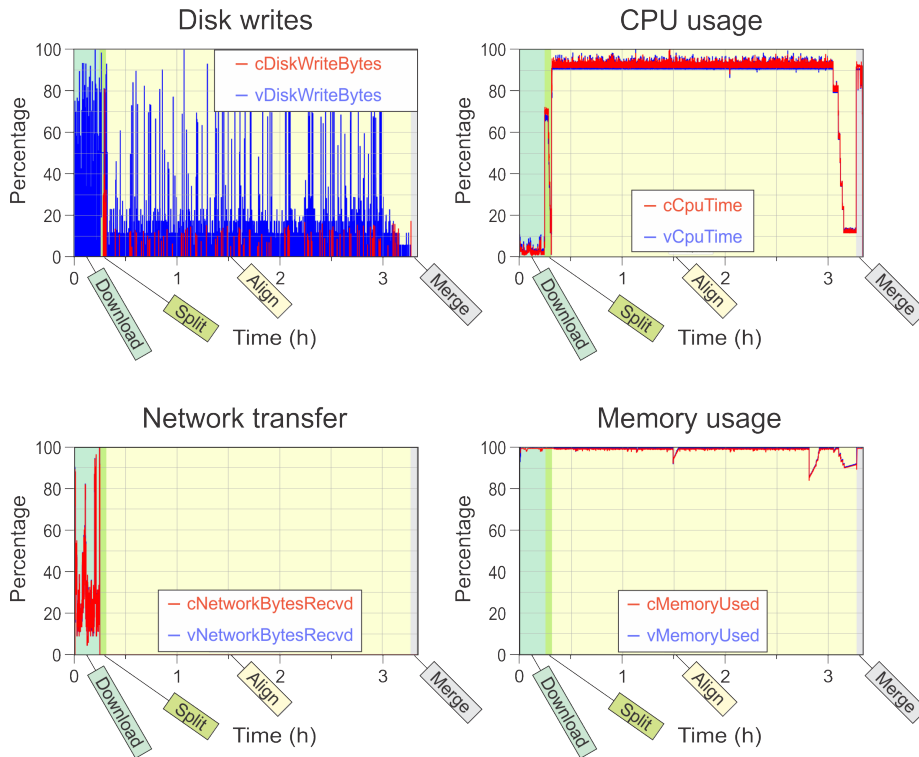 Disk writes
CPU usage
Percentage
100
80
60
40
20
0
cDiskWriteBytes
vDiskWriteBytes
0
1
2
3
Download
Split
Align
Merge
Time (h)
Percentage
100
80
60
40
20
0
cCpuTime
vCpuTime
0
1
2
3
Download
Split
Align
Merge
Time (h)
Network transfer
Memory usage
Percentage
100
80
60
40
20
0
cNetworkBytesRecvd
vNetworkBytesRecvd
0
1
2
3
Download
Split
Align
Merge
Time (h)
Percentage
100
80
60
40
20
0
cMemoryUsed
vMemoryUsed
0
1
2
3
Download
Split
Align
Merge
Time (h)